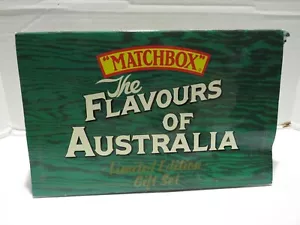 "MATCHBOX"
The
FLAVOURS
OF
AUSTRALIA
Limited Edition
Gift Set